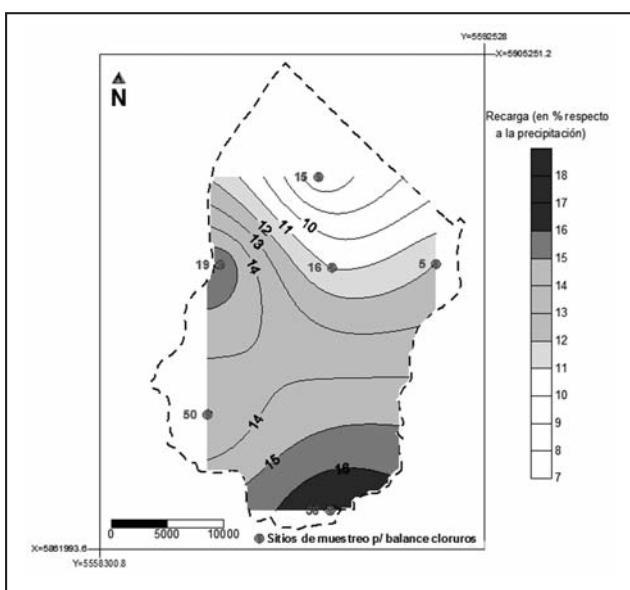 Y=5592528
X=5905251.2
N
Recarga (en % respecto
a la precipitación)
18
17
16
15
14
13
12
11
10
9
8
7
15
12
11
10
13
14
19
16
5
50
14
15
16
0 5000 10000
Sitios de muestreo p/ balance cloruros
X=5861993.6
Y=5558300.8